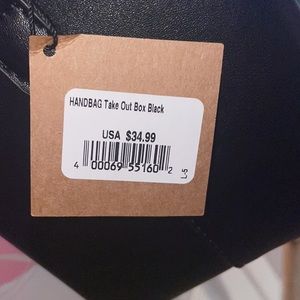 HANDBAG Take Out Box Black
USA $34.99
4 00069 55160 2
L-5